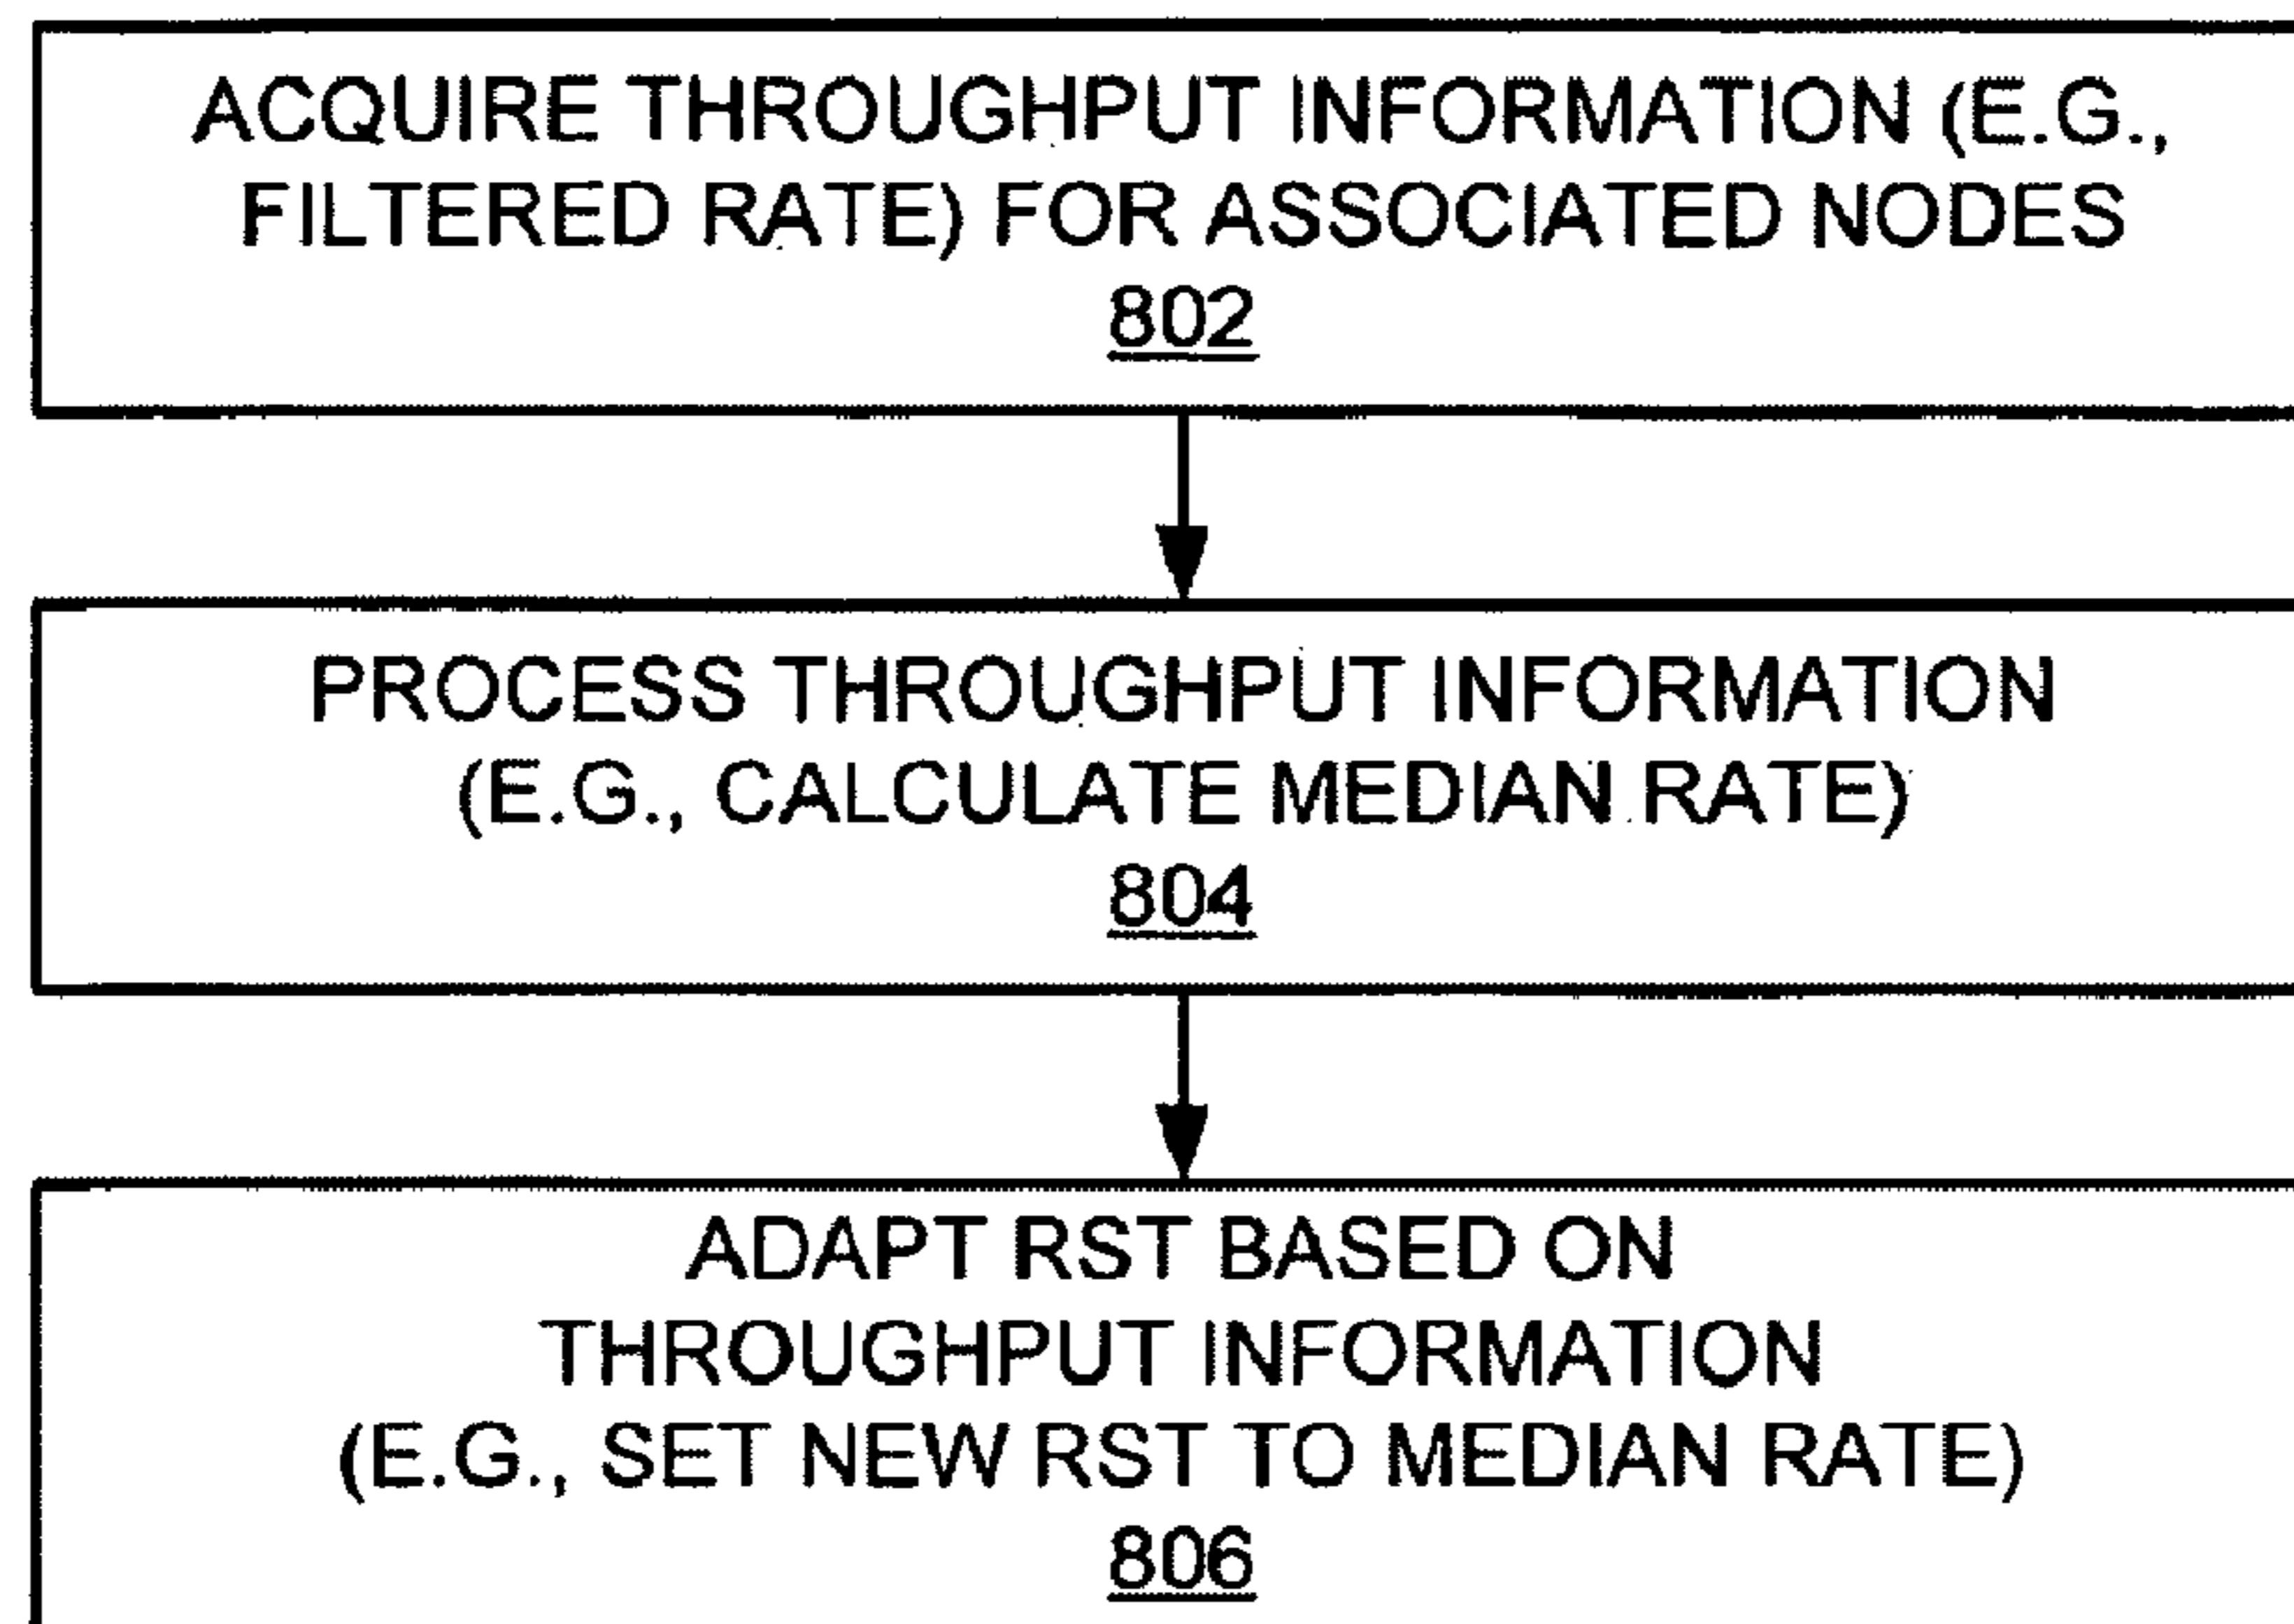 ACQUIRE THROUGHPUT INFORMATION (E.G.,
FILTERED RATE) FOR ASSOCIATED NODES
802
PROCESS THROUGHPUT INFORMATION
(E.G., CALCULATE MEDIAN RATE)
804
ADAPT RST BASED ON
THROUGHPUT INFORMATION
(E.G., SET NEW RST TO MEDIAN RATE)
806